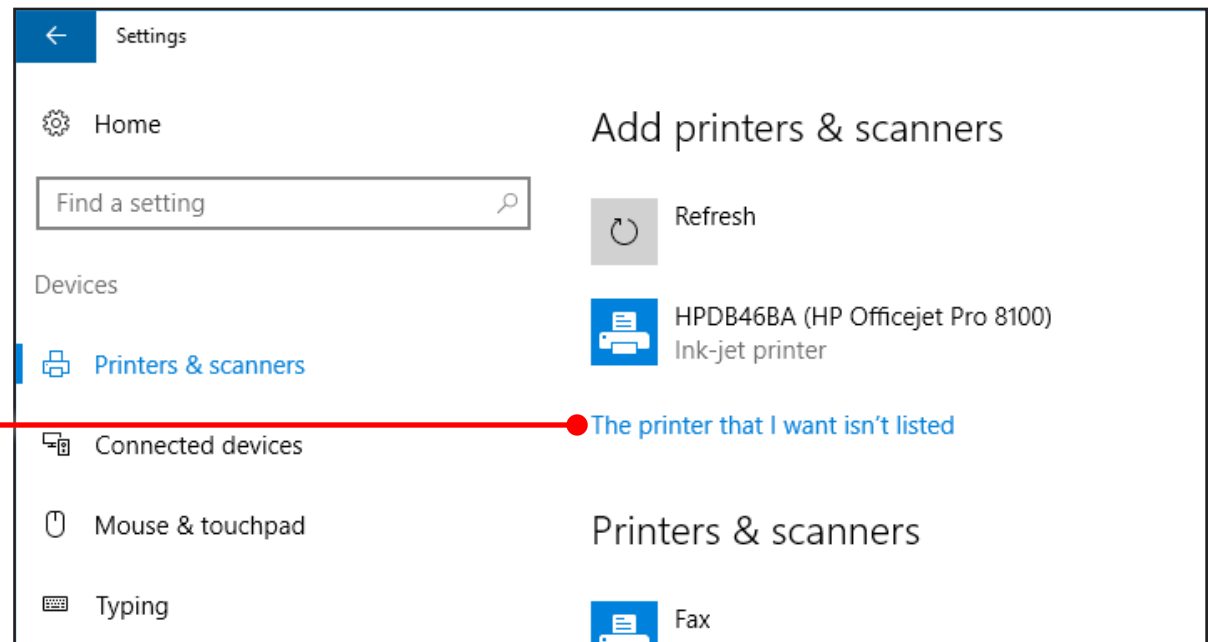 Settings
Home
Find a setting
Devices
Printers & scanners
Connected devices
Mouse & touchpad
Typing
Add printers & scanners
Refresh
HPDB46BA (HP Officejet Pro 8100)
Ink-jet printer
The printer that I want isn’t listed
Printers & scanners
Fax